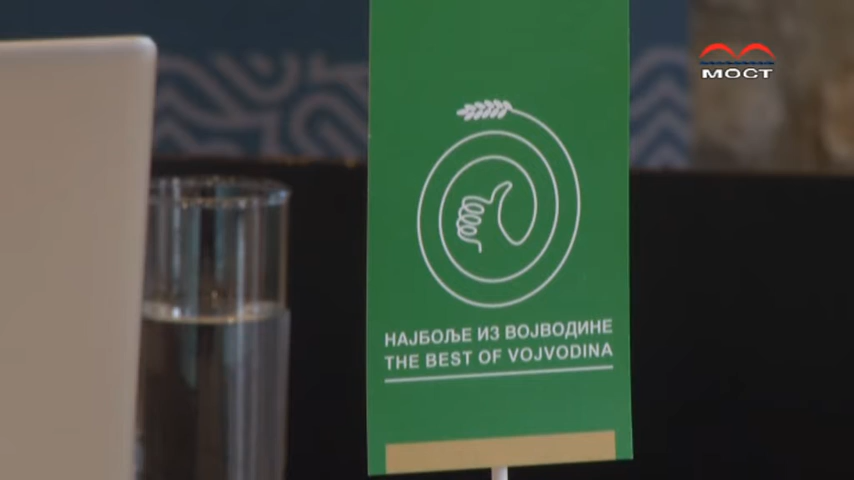 МОСТ
НАЈБОЉЕ ИЗ ВОЈВОДИНЕ
THE BEST OF VOJVODINA